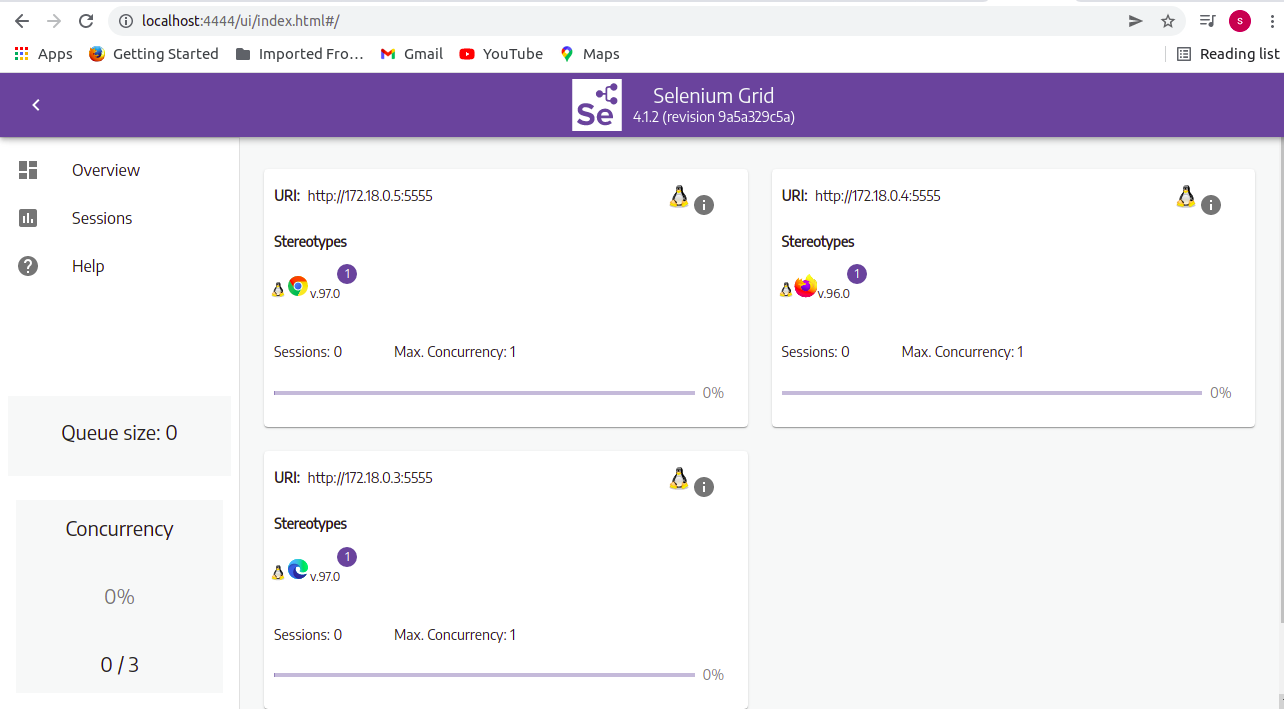 localhost:4444/ui/index.html#/
S
Apps Getting Started Imported Fro... Gmail YouTube Maps Reading list
Se
Selenium Grid
4.1.2 (revision 9a5a329c5a)
Overview
Sessions
Help
Queue size: 0
Concurrency
0%
0 / 3
URI: http://172.18.0.5:5555
Stereotypes
1
v.97.0
Sessions: 0 Max. Concurrency: 1
0%
URI: http://172.18.0.4:5555
Stereotypes
1
v.96.0
Sessions: 0 Max. Concurrency: 1
0%
URI: http://172.18.0.3:5555
Stereotypes
1
v.97.0
Sessions: 0 Max. Concurrency: 1
0%